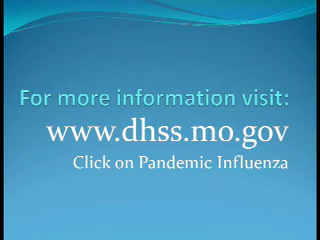 For more information visit:
www.dhss.mo.gov
Click on Pandemic Influenza